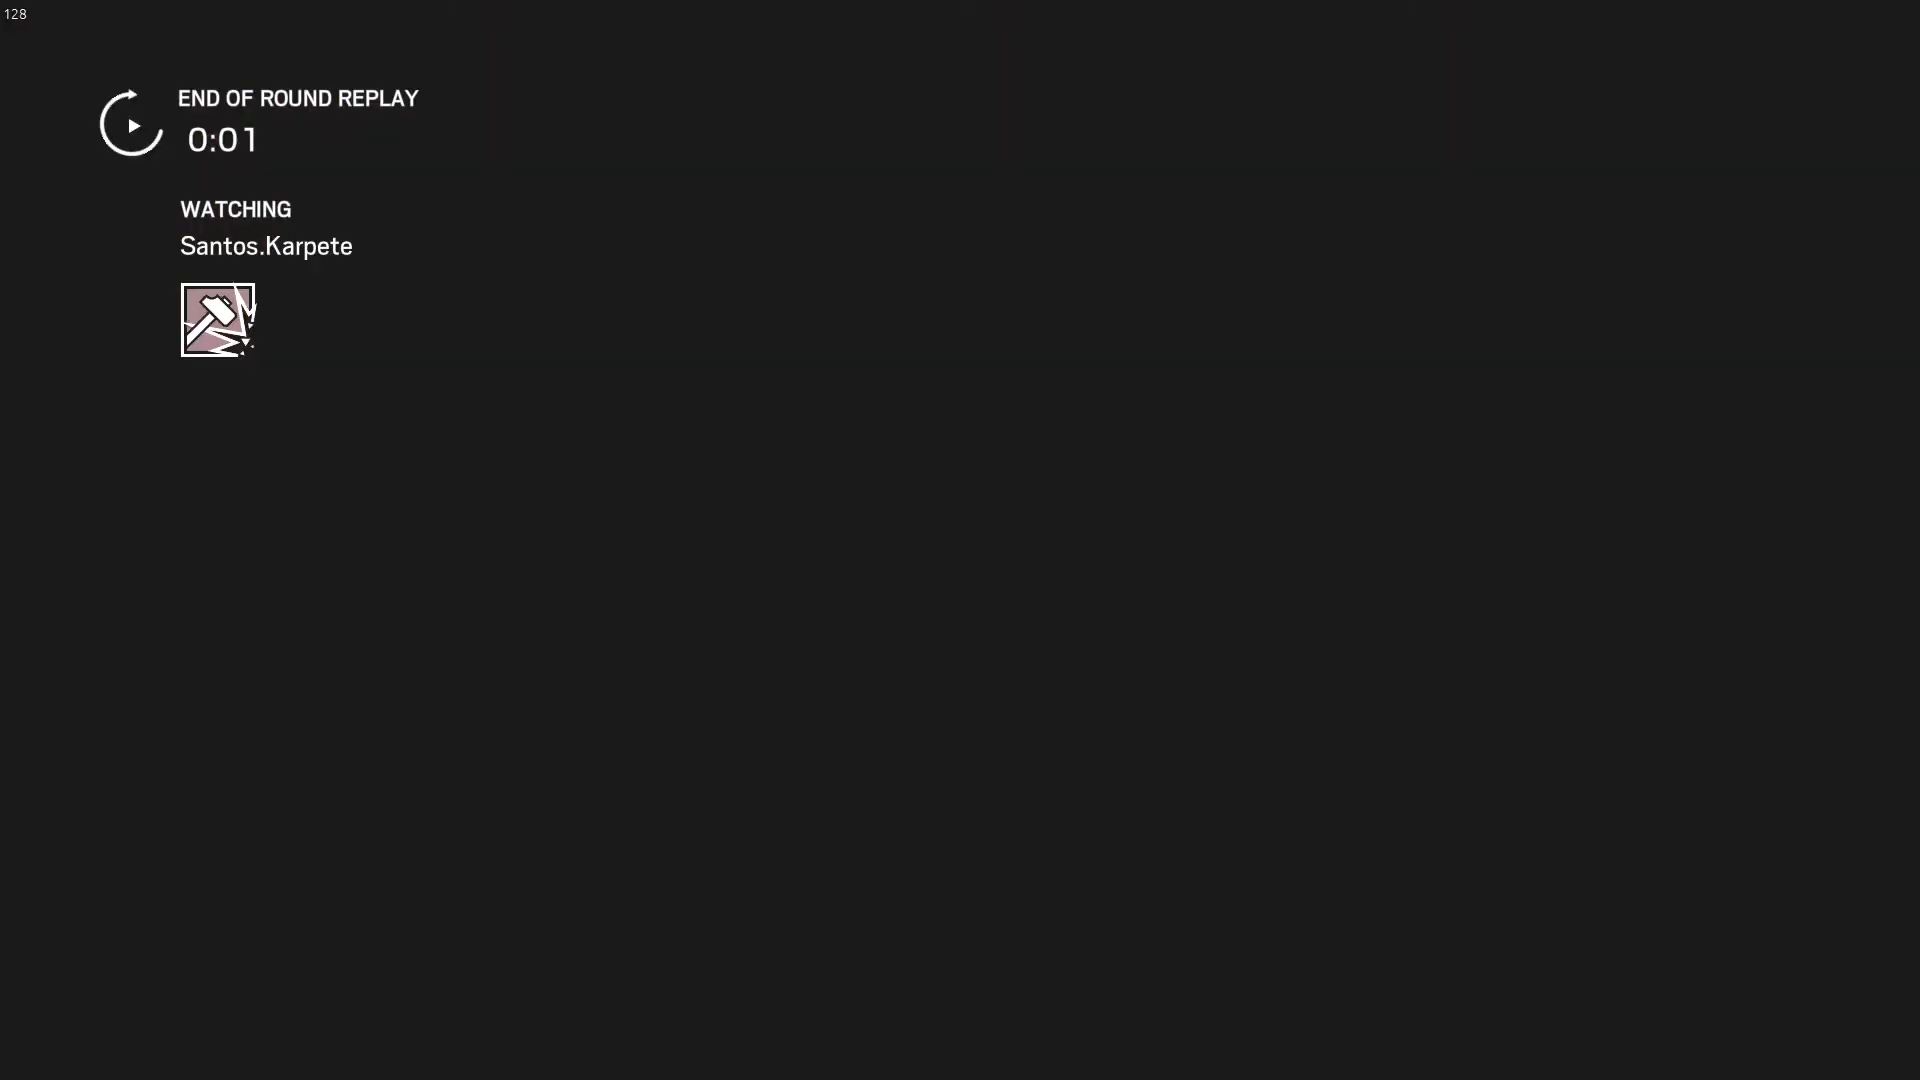 128
END OF ROUND REPLAY
0:01
WATCHING
Santos.Karpete